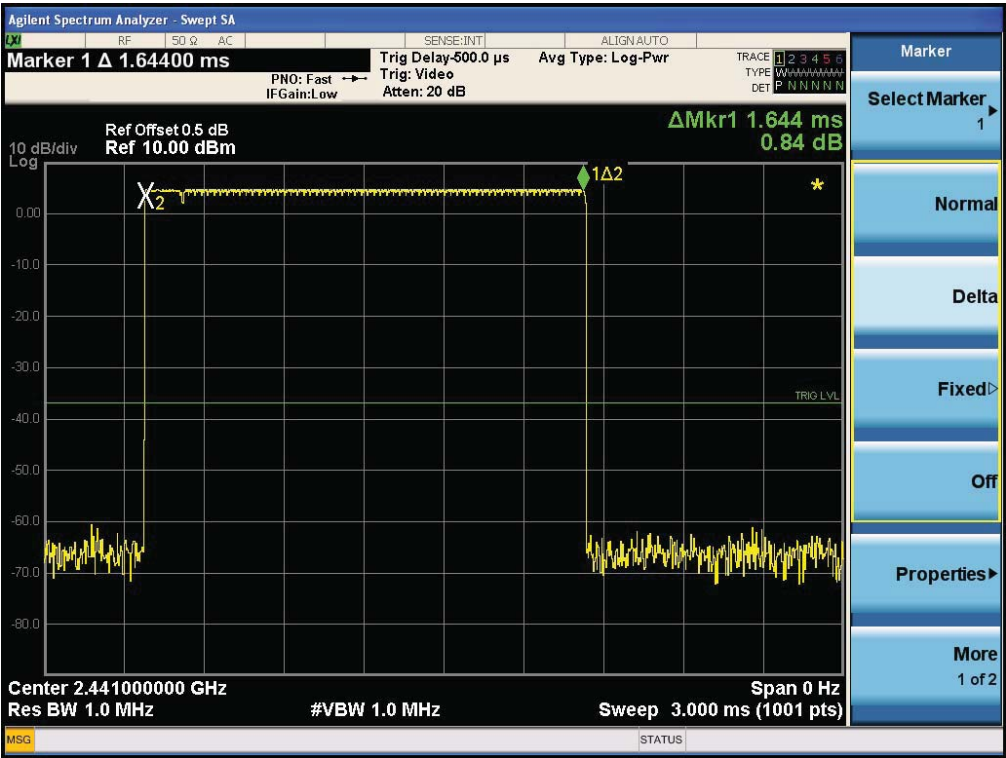 Agilent Spectrum Analyzer - Swept SA
LXI RF 50 Ω AC SENSE:INT ALIGN AUTO
Marker 1 Δ 1.64400 ms
PNO: Fast
IFGain:Low
Trig Delay-500.0 µs
Trig: Video
Atten: 20 dB
Avg Type: Log-Pwr
TRACE 1 2 3 4 5 6
TYPE WWWWWW
DET P N N N N N
ΔMkr1 1.644 ms
0.84 dB
Ref Offset 0.5 dB
10 dB/div Ref 10.00 dBm
Log
1Δ2
X2
*
0.00
-10.0
-20.0
-30.0
TRIG LVL
-40.0
-50.0
-60.0
-70.0
-80.0
Center 2.441000000 GHz Span 0 Hz
Res BW 1.0 MHz #VBW 1.0 MHz Sweep 3.000 ms (1001 pts)
MSG STATUS
Marker
Select Marker
1
Normal
Delta
Fixed
Off
Properties
More
1 of 2